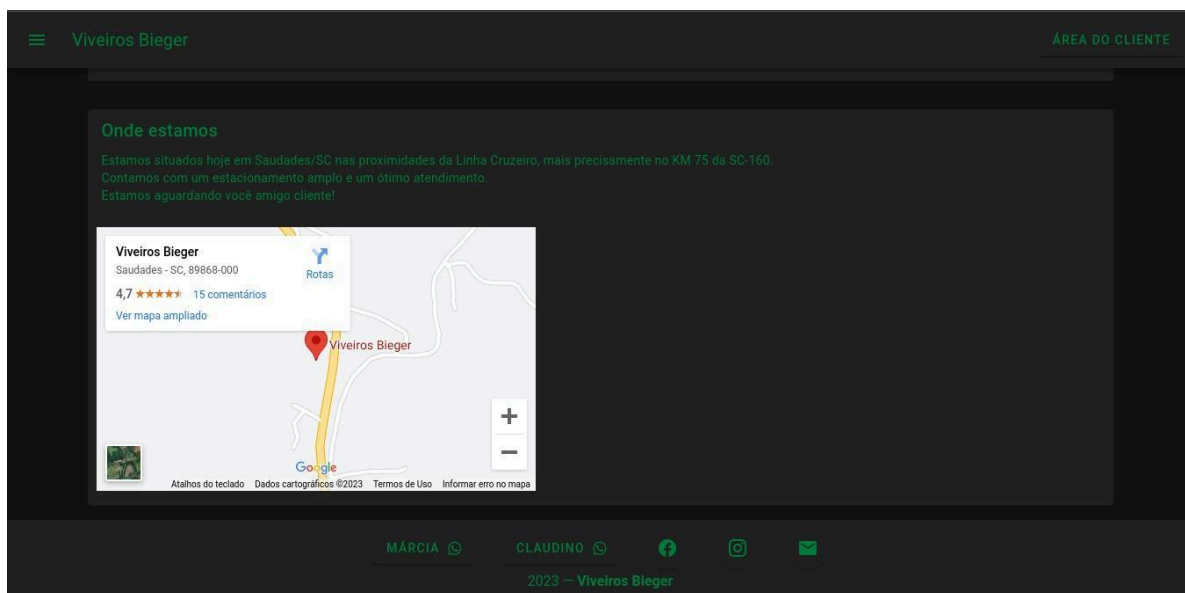 Viveiros Bieger
ÁREA DO CLIENTE
Onde estamos
Estamos situados hoje em Saudades/SC nas proximidades da Linha Cruzeiro, mais precisamente no KM 75 da SC-160.
Contamos com um estacionamento amplo e um ótimo atendimento.
Estamos aguardando você amigo cliente!
Viveiros Bieger
Saudades - SC, 89868-000
Rotas
4,7 15 comentários
Ver mapa ampliado
Viveiros Bieger
Google
Atalhos do teclado Dados cartográficos ©2023 Termos de Uso Informar erro no mapa
MÁRCIA CLAUDINO
2023 — Viveiros Bieger